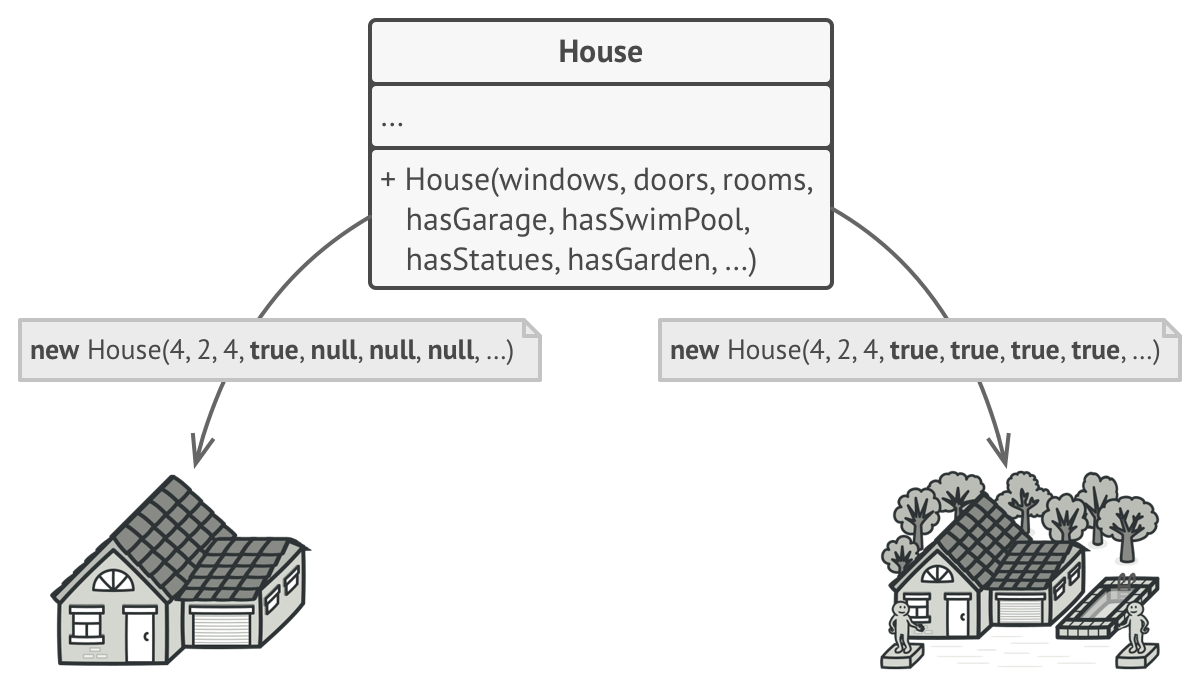 House
...
+ House(windows, doors, rooms,
hasGarage, hasSwimPool,
hasStatues, hasGarden, ...)
new House(4, 2, 4, true, null, null, null, ...)
new House(4, 2, 4, true, true, true, true, ...)